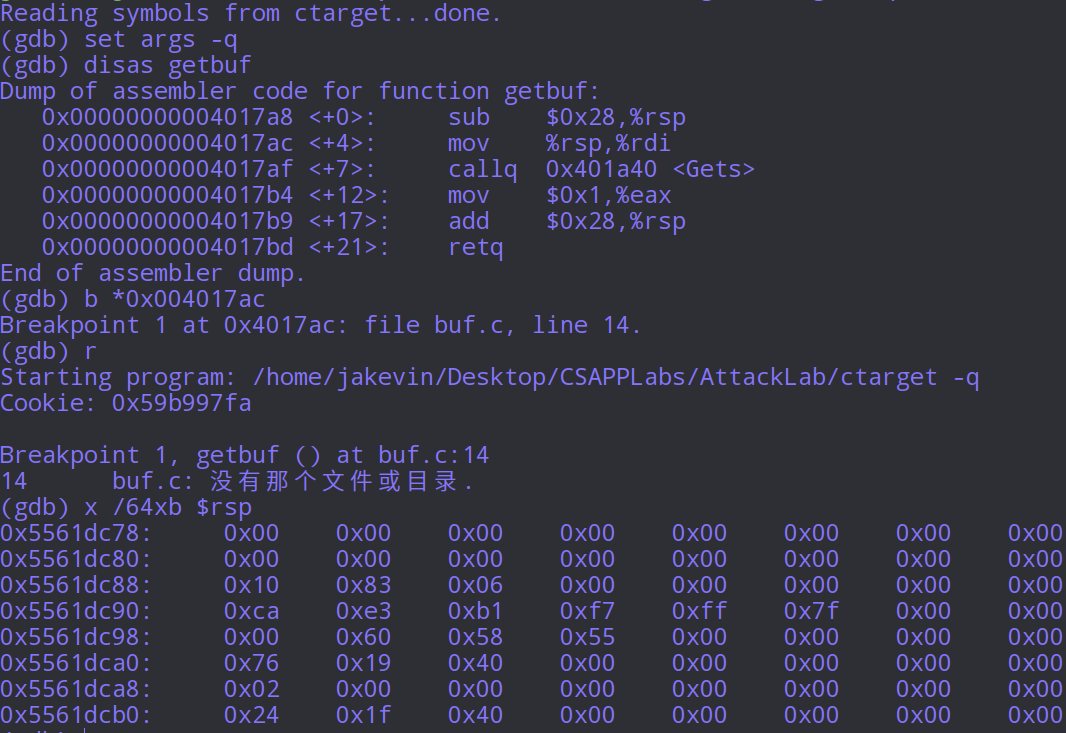 Reading symbols from ctarget...done.
(gdb) set args -q
(gdb) disas getbuf
Dump of assembler code for function getbuf:
   0x00000000004017a8 <+0>:     sub    $0x28,%rsp
   0x00000000004017ac <+4>:     mov    %rsp,%rdi
   0x00000000004017af <+7>:     callq  0x401a40 <Gets>
   0x00000000004017b4 <+12>:    mov    $0x1,%eax
   0x00000000004017b9 <+17>:    add    $0x28,%rsp
   0x00000000004017bd <+21>:    retq
End of assembler dump.
(gdb) b *0x004017ac
Breakpoint 1 at 0x4017ac: file buf.c, line 14.
(gdb) r
Starting program: /home/jakevin/Desktop/CSAPPLabs/AttackLab/ctarget -q
Cookie: 0x59b997fa

Breakpoint 1, getbuf () at buf.c:14
14      buf.c: 没有那个文件或目录.
(gdb) x /64xb $rsp
0x5561dc78:     0x00    0x00    0x00    0x00    0x00    0x00    0x00    0x00
0x5561dc80:     0x00    0x00    0x00    0x00    0x00    0x00    0x00    0x00
0x5561dc88:     0x10    0x83    0x06    0x00    0x00    0x00    0x00    0x00
0x5561dc90:     0xca    0xe3    0xb1    0xf7    0xff    0x7f    0x00    0x00
0x5561dc98:     0x00    0x60    0x58    0x55    0x00    0x00    0x00    0x00
0x5561dca0:     0x76    0x19    0x40    0x00    0x00    0x00    0x00    0x00
0x5561dca8:     0x02    0x00    0x00    0x00    0x00    0x00    0x00    0x00
0x5561dcb0:     0x24    0x1f    0x40    0x00    0x00    0x00    0x00    0x00